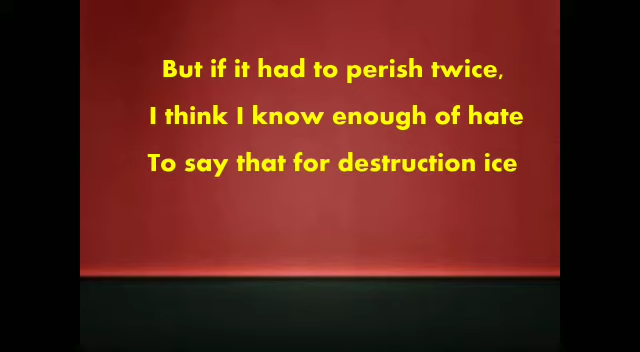 But if it had to perish twice,
I think I know enough of hate
To say that for destruction ice